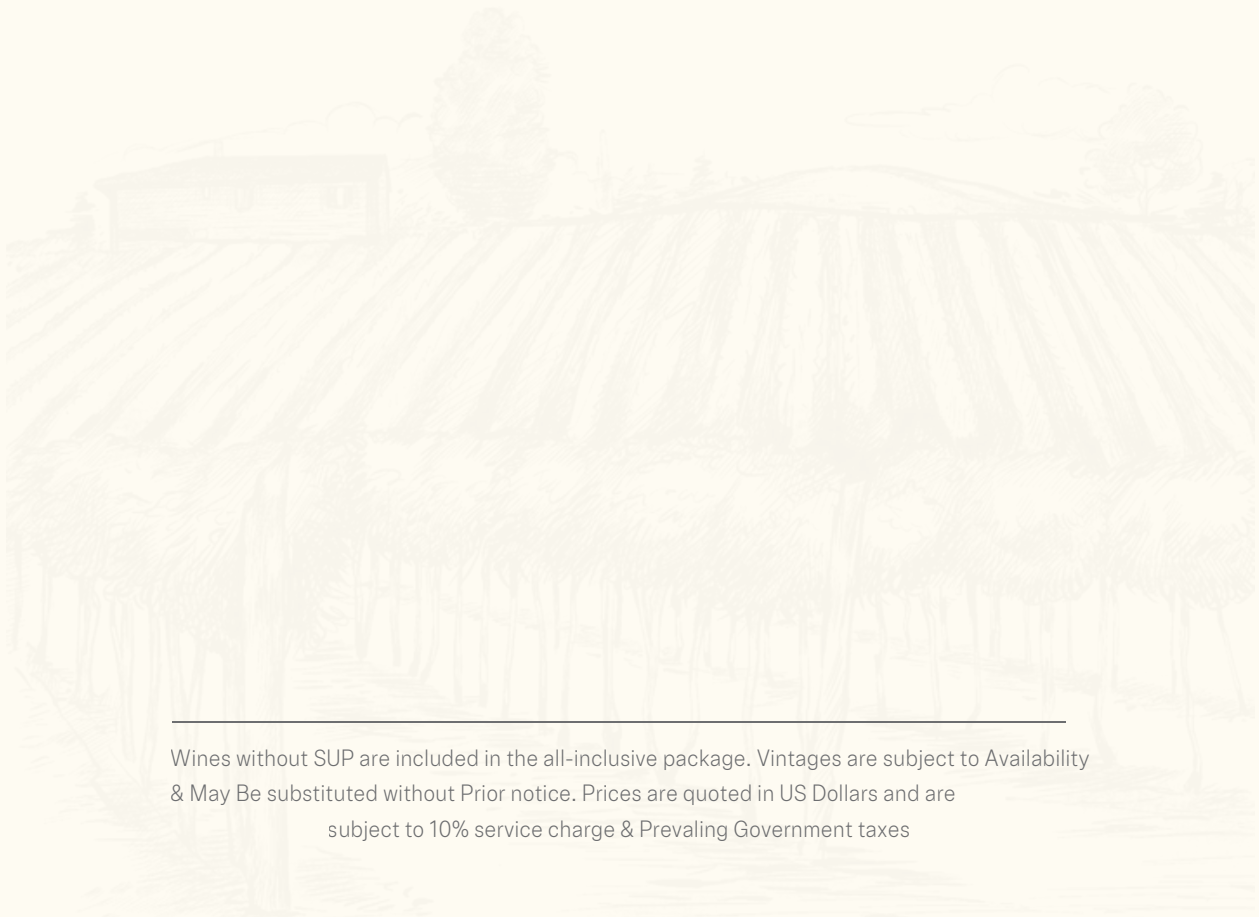 Wines without SUP are included in the all-inclusive package. Vintages are subject to Availability
& May Be substituted without Prior notice. Prices are quoted in US Dollars and are
subject to 10% service charge & Prevaling Government taxes